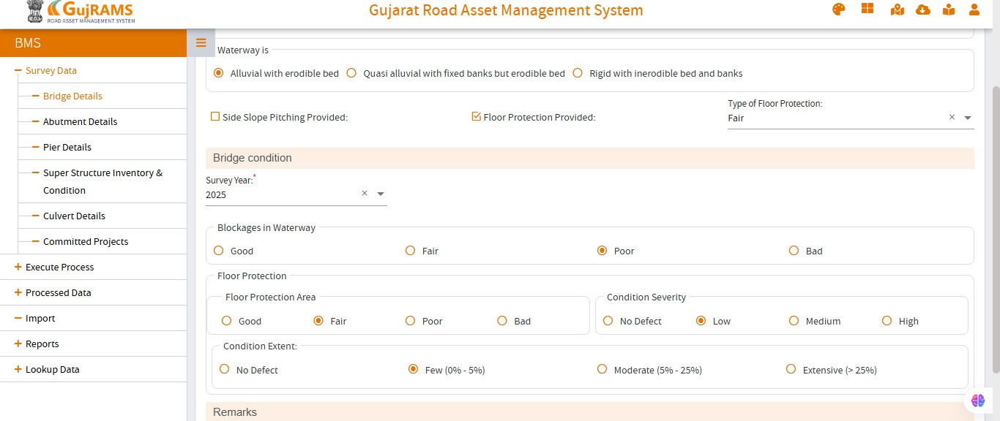 GujRAMS
ROAD ASSET MANAGEMENT SYSTEM
Gujarat Road Asset Management System
BMS
Survey Data
Bridge Details
Abutment Details
Pier Details
Super Structure Inventory &
Condition
Culvert Details
Committed Projects
Execute Process
Processed Data
Import
Reports
Lookup Data
Waterway is
Alluvial with erodible bed Quasi alluvial with fixed banks but erodible bed Rigid with inerodible bed and banks
Side Slope Pitching Provided: Floor Protection Provided:
Type of Floor Protection:
Fair
Bridge condition
Survey Year:*
2025
Blockages in Waterway
Good Fair Poor Bad
Floor Protection
Floor Protection Area
Good Fair Poor Bad
Condition Severity
No Defect Low Medium High
Condition Extent:
No Defect Few (0% - 5%) Moderate (5% - 25%) Extensive (> 25%)
Remarks